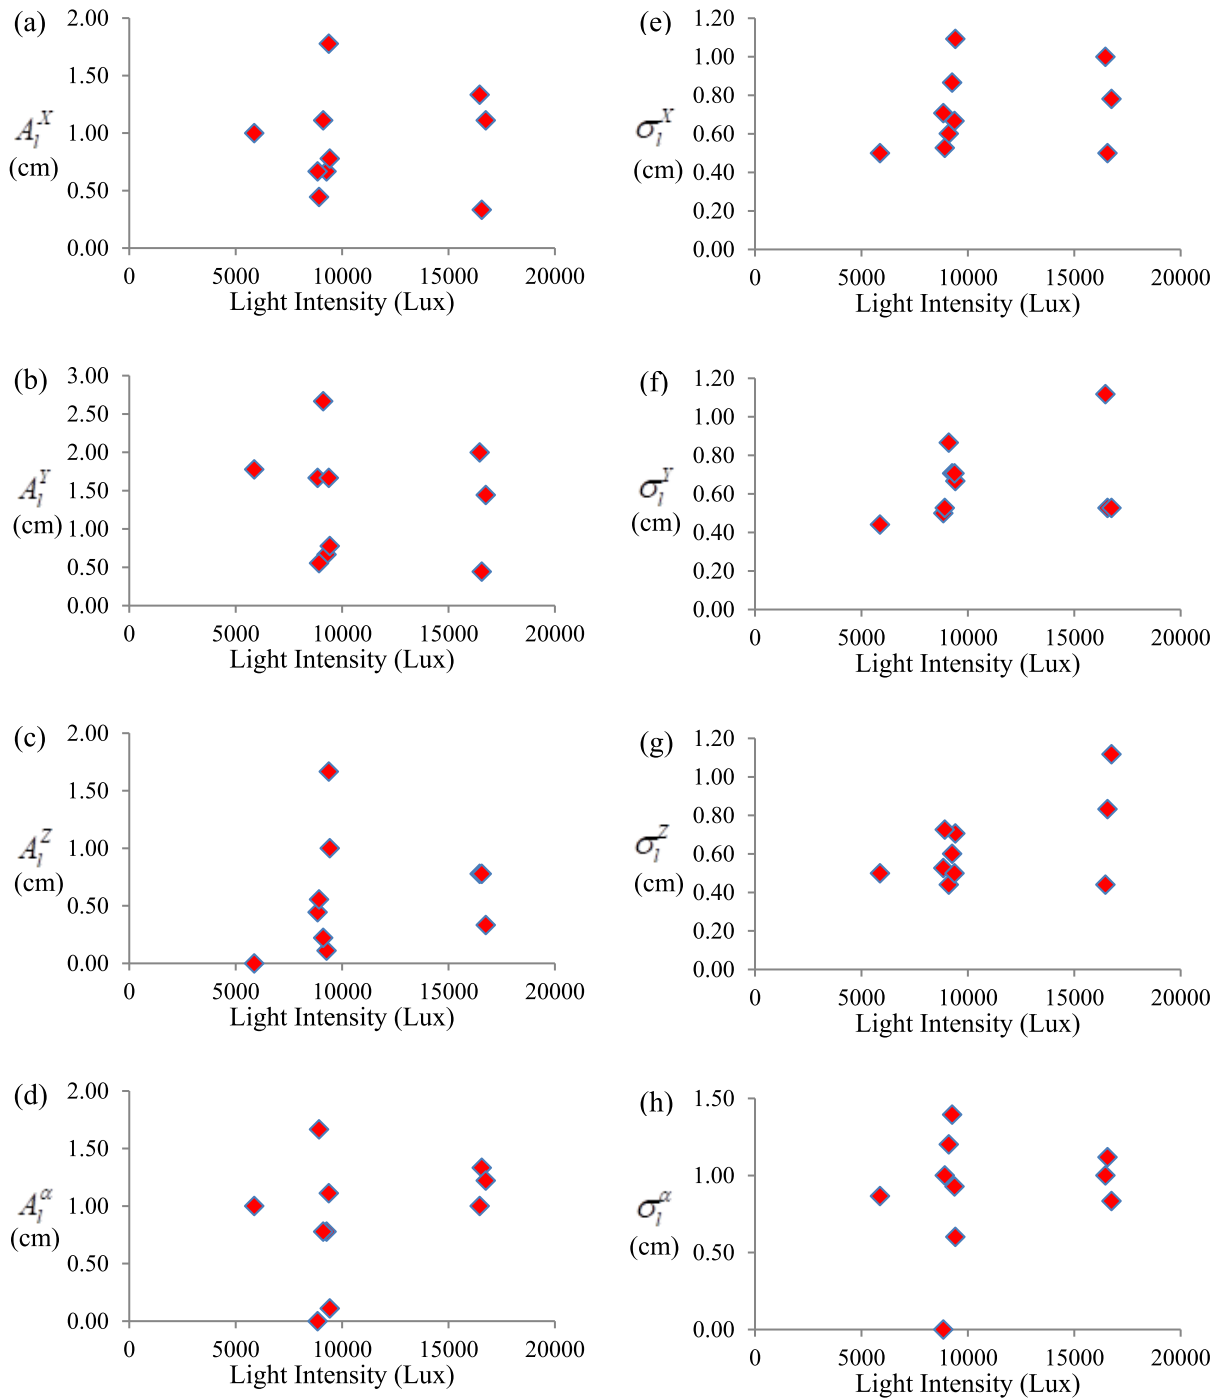 (a)
2.00
1.50
1.00
0.50
0.00
A_l^X
(cm)
0 5000 10000 15000 20000
Light Intensity (Lux)
(e)
1.20
1.00
0.80
0.60
0.40
0.20
0.00
σ_l^X
(cm)
0 5000 10000 15000 20000
Light Intensity (Lux)
(b)
3.00
2.50
2.00
1.50
1.00
0.50
0.00
A_l^Y
(cm)
0 5000 10000 15000 20000
Light Intensity (Lux)
(f)
1.20
1.00
0.80
0.60
0.40
0.20
0.00
σ_l^Y
(cm)
0 5000 10000 15000 20000
Light Intensity (Lux)
(c)
2.00
1.50
1.00
0.50
0.00
A_l^Z
(cm)
0 5000 10000 15000 20000
Light Intensity (Lux)
(g)
1.20
1.00
0.80
0.60
0.40
0.20
0.00
σ_l^Z
(cm)
0 5000 10000 15000 20000
Light Intensity (Lux)
(d)
2.00
1.50
1.00
0.50
0.00
A_l^α
(cm)
0 5000 10000 15000 20000
Light Intensity (Lux)
(h)
1.50
1.00
0.50
0.00
σ_l^α
(cm)
0 5000 10000 15000 20000
Light Intensity (Lux)